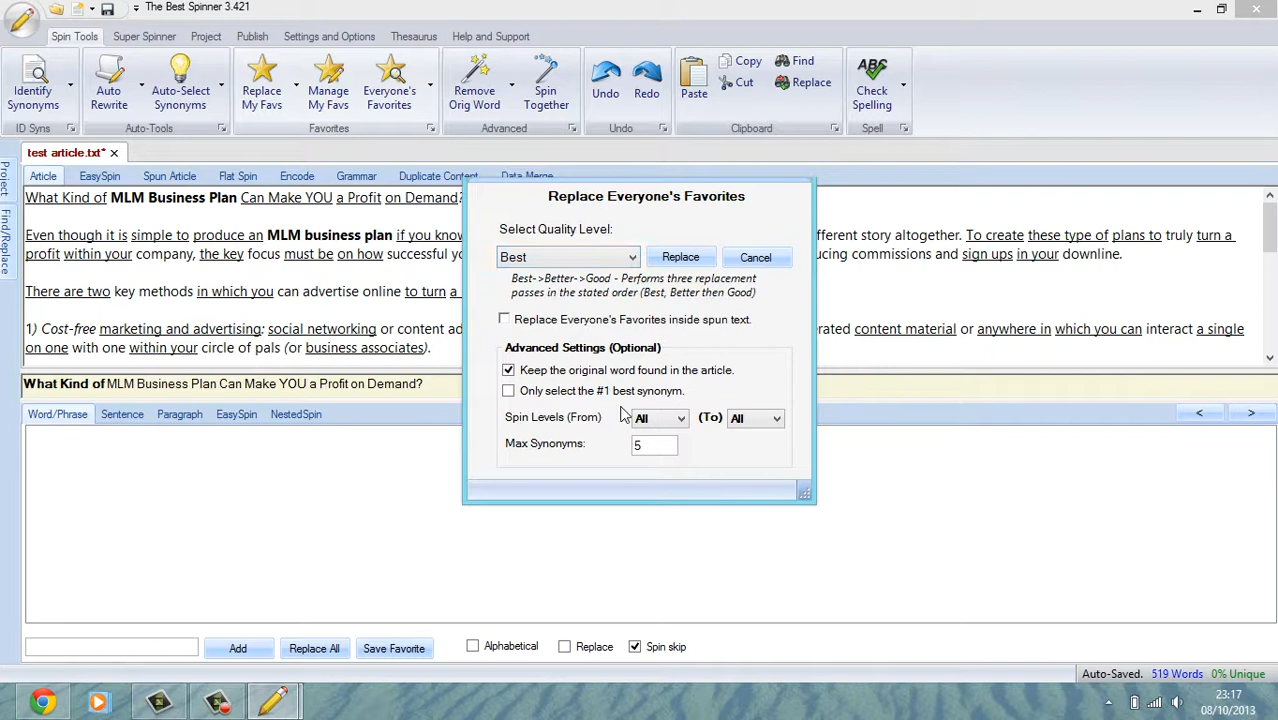 The Best Spinner 3.421
Spin Tools Super Spinner Project Publish Settings and Options Thesaurus Help and Support
Identify Synonyms
Auto Rewrite
Auto-Select Synonyms
Replace My Favs
Manage My Favs
Everyone's Favorites
Remove Orig Word
Spin Together
Undo Redo
Paste
Copy
Cut
Find
Replace
Check Spelling
ID Syns Auto-Tools Favorites Advanced Undo Clipboard Spell
test article.txt*
Project
Find/Replace
Article EasySpin Spun Article Flat Spin Encode Grammar Duplicate Content Data Merge
What Kind of MLM Business Plan Can Make YOU a Profit on Demand?
Even though it is simple to produce an MLM business plan if you know
fferent story altogether. To create these type of plans to truly turn a
profit within your company, the key focus must be on how successful yo
ucing commissions and sign ups in your downline.
There are two key methods in which you can advertise online to turn a
1) Cost-free marketing and advertising: social networking or content ad
erated content material or anywhere in which you can interact a single
on one with one within your circle of pals (or business associates).
Replace Everyone's Favorites
Select Quality Level:
Best Replace Cancel
Best->Better->Good - Performs three replacement
passes in the stated order (Best, Better then Good)
Replace Everyone's Favorites inside spun text.
Advanced Settings (Optional)
Keep the original word found in the article.
Only select the #1 best synonym.
Spin Levels (From) All (To) All
Max Synonyms: 5
What Kind of MLM Business Plan Can Make YOU a Profit on Demand?
Word/Phrase Sentence Paragraph EasySpin NestedSpin < >
Add Replace All Save Favorite Alphabetical Replace Spin skip
Auto-Saved. 519 Words 0% Unique
23:17
08/10/2013